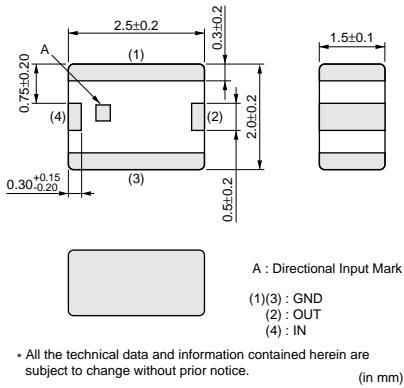 2.5±0.2
0.3±0.2
1.5±0.1
A
(1)
0.75±0.20
(4)
(2)
2.0±0.2
(3)
0.30+0.15-0.20
0.5±0.2
A : Directional Input Mark
(1)(3) : GND
(2) : OUT
(4) : IN
* All the technical data and information contained herein are
subject to change without prior notice.
(in mm)